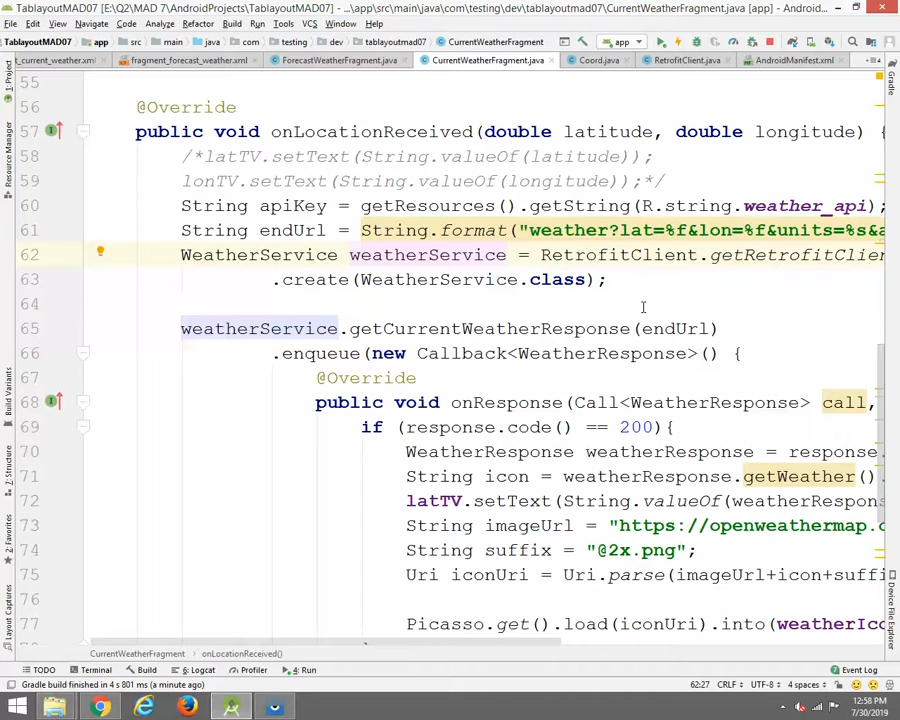 TablayoutMAD07 [E:\Q2\MAD 7\AndroidProjects\TablayoutMAD07] - ...\app\src\main\java\com\testing\dev\tablayoutmad07\CurrentWeatherFragment.java [app] - Android...
File Edit View Navigate Code Analyze Refactor Build Run Tools VCS Window Help
TablayoutMAD07 app src main java com testing dev tablayoutmad07 CurrentWeatherFragment app
t_current_weather.xml fragment_forecast_weather.xml ForecastWeatherFragment.java CurrentWeatherFragment.java Coord.java RetrofitClient.java AndroidManifest.xml
55
56 @Override
57 public void onLocationReceived(double latitude, double longitude) {
58 /*latTV.setText(String.valueOf(latitude));
59 lonTV.setText(String.valueOf(longitude));*/
60 String apiKey = getResources().getString(R.string.weather_api);
61 String endUrl = String.format("weather?lat=%f&lon=%f&units=%s&a
62 WeatherService weatherService = RetrofitClient.getRetrofitClien
63 .create(WeatherService.class);
64
65 weatherService.getCurrentWeatherResponse(endUrl)
66 .enqueue(new Callback<WeatherResponse>() {
67 @Override
68 public void onResponse(Call<WeatherResponse> call,
69 if (response.code() == 200){
70 WeatherResponse weatherResponse = response.
71 String icon = weatherResponse.getWeather().
72 latTV.setText(String.valueOf(weatherRespons
73 String imageUrl = "https://openweathermap.o
74 String suffix = "@2x.png";
75 Uri iconUri = Uri.parse(imageUrl+icon+suffi
77 Picasso.get().load(iconUri).into(weatherIco
CurrentWeatherFragment onLocationReceived()
TODO Terminal Build 6: Logcat Profiler 4: Run Event Log
Gradle build finished in 4 s 801 ms (a minute ago) 62:27 CRLF UTF-8 4 spaces
1: Project
Resource Manager
Build Variants
7: Structure
2: Favorites
Layout Captures
Gradle
Device File Explorer
12:58 PM
7/30/2019